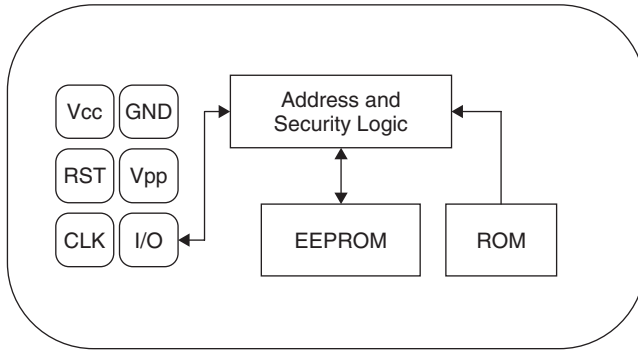 Vcc GND
RST Vpp
CLK I/O
Address and
Security Logic
EEPROM
ROM